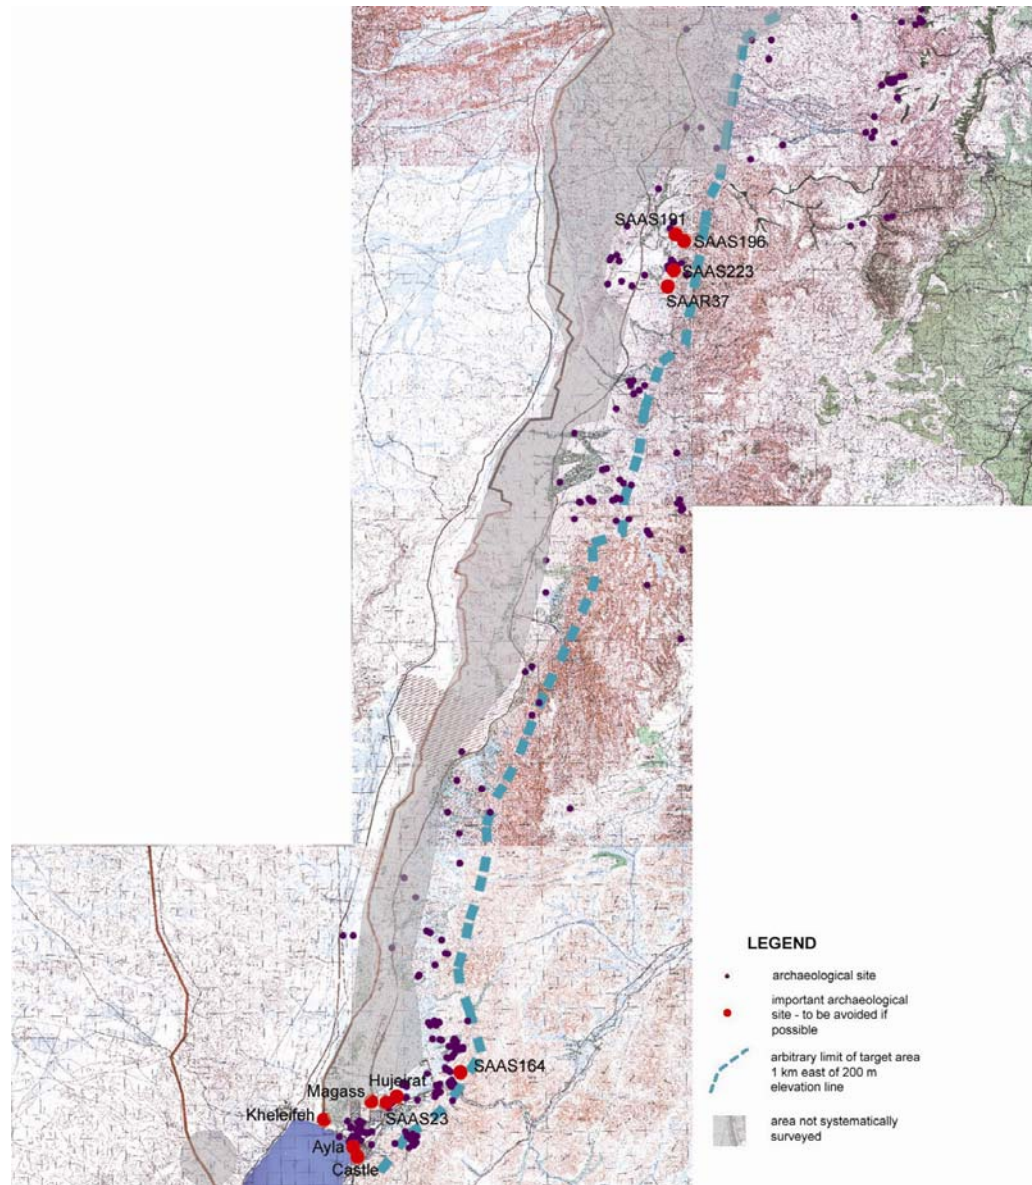 SAAS191
SAAS196
SAAS223
SAAR37
SAAS164
Hujeirat
Magass
SAAS23
Kheleifeh
Ayla
Castle
LEGEND
archaeological site
important archaeological
site - to be avoided if
possible
arbitrary limit of target area
1 km east of 200 m
elevation line
area not systematically
surveyed